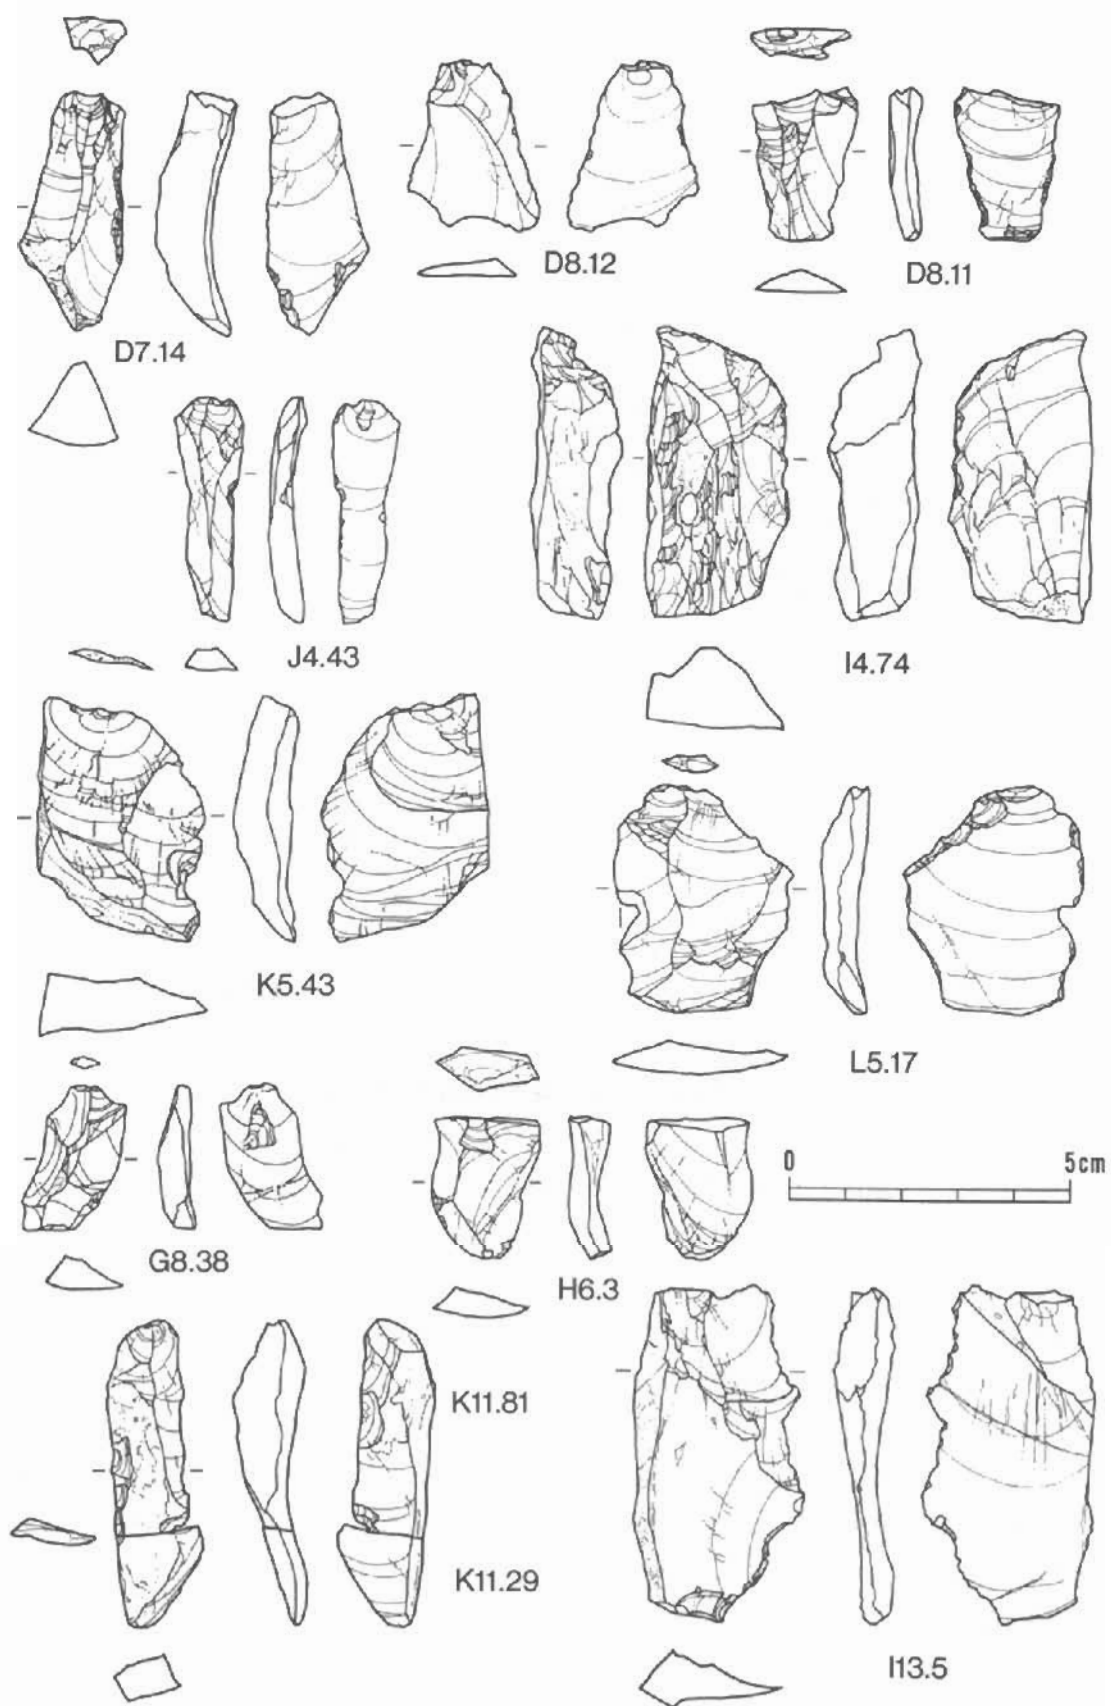 D8.12
D8.11
D7.14
J4.43
I4.74
K5.43
L5.17
0 5cm
G8.38
H6.3
K11.81
K11.29
I13.5